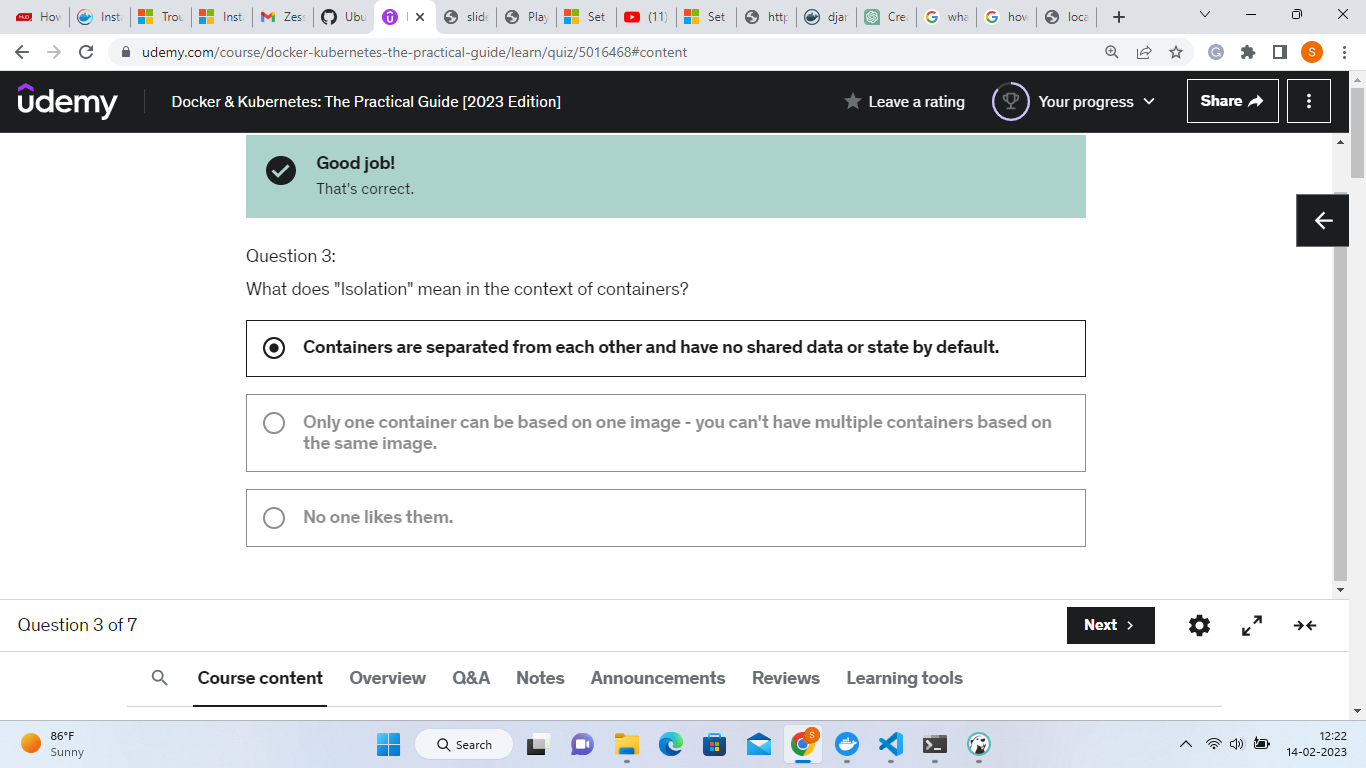 How
Insta
Trou
Inst
Zes
Ubu
slid
Play
Set
(11)
Set
http
djar
Crea
wha
how
loca
udemy.com/course/docker-kubernetes-the-practical-guide/learn/quiz/5016468#content
S
ûdemy
Docker & Kubernetes: The Practical Guide [2023 Edition]
Leave a rating
Your progress
Share
Good job!
That's correct.
Question 3:
What does "Isolation" mean in the context of containers?
Containers are separated from each other and have no shared data or state by default.
Only one container can be based on one image - you can't have multiple containers based on
the same image.
No one likes them.
Question 3 of 7
Next
Course content Overview Q&A Notes Announcements Reviews Learning tools
86°F
Sunny
Search
S
12:22
14-02-2023